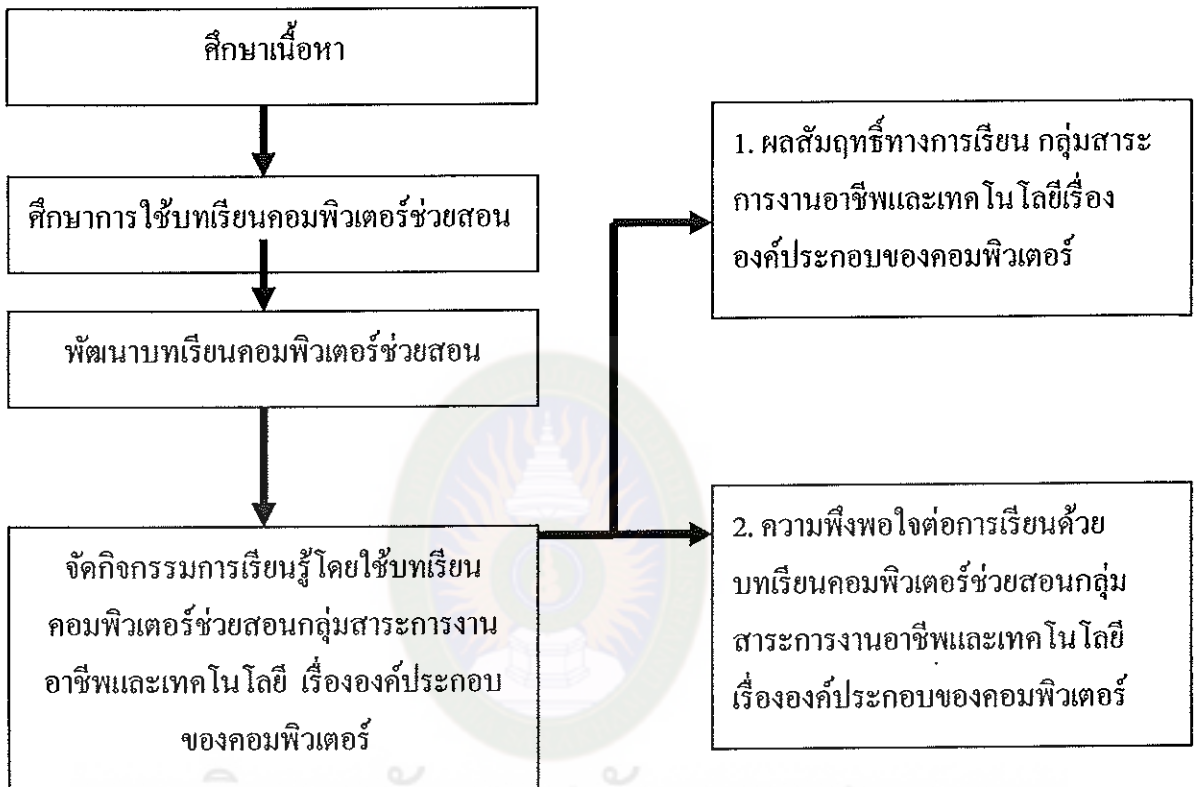 ศึกษาเนื้อหา
ศึกษาการใช้บทเรียนคอมพิวเตอร์ช่วยสอน
พัฒนาบทเรียนคอมพิวเตอร์ช่วยสอน
จัดกิจกรรมการเรียนรู้โดยใช้บทเรียน
คอมพิวเตอร์ช่วยสอนกลุ่มสาระการงาน
อาชีพและเทคโนโลยี เรื่ององค์ประกอบ
ของคอมพิวเตอร์
1. ผลสัมฤทธิ์ทางการเรียน กลุ่มสาระ
การงานอาชีพและเทคโนโลยีเรื่อง
องค์ประกอบของคอมพิวเตอร์
2. ความพึงพอใจต่อการเรียนด้วย
บทเรียนคอมพิวเตอร์ช่วยสอนกลุ่ม
สาระการงานอาชีพและเทคโนโลยี
เรื่ององค์ประกอบของคอมพิวเตอร์